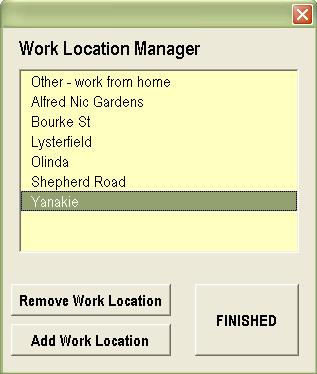 Work Location Manager
Other - work from home
Alfred Nic Gardens
Bourke St
Lysterfield
Olinda
Shepherd Road
Yanakie
Remove Work Location
Add Work Location
FINISHED